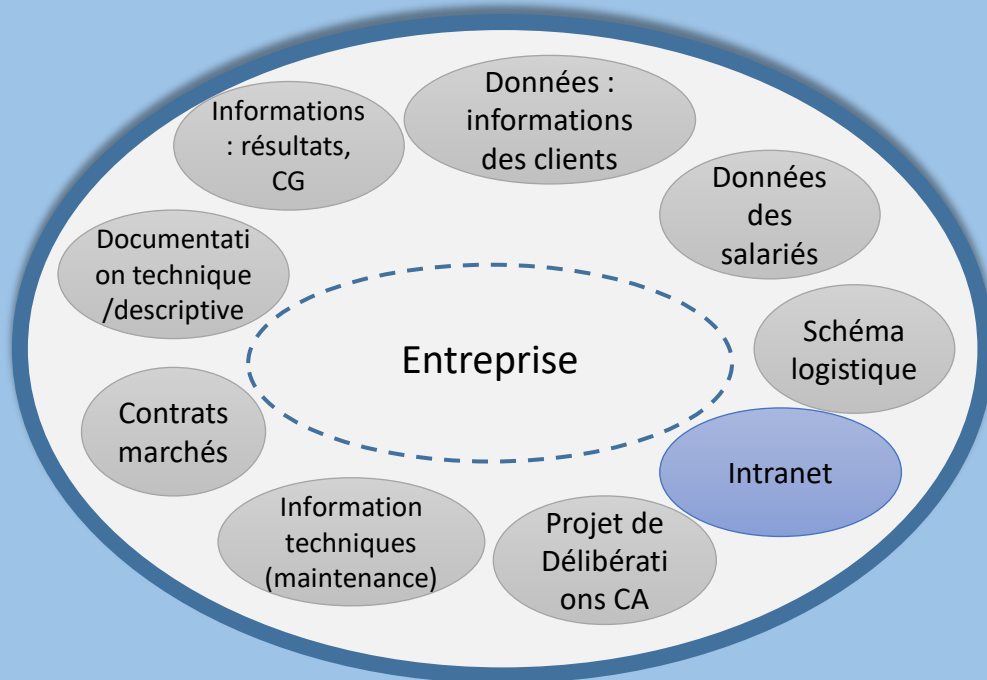 Informations
: résultats,
CG
Données :
informations
des clients
Données
des
salariés
Documentati
on technique
/descriptive
Entreprise
Schéma
logistique
Contrats
marchés
Intranet
Information
techniques
(maintenance)
Projet de
Délibérati
ons CA